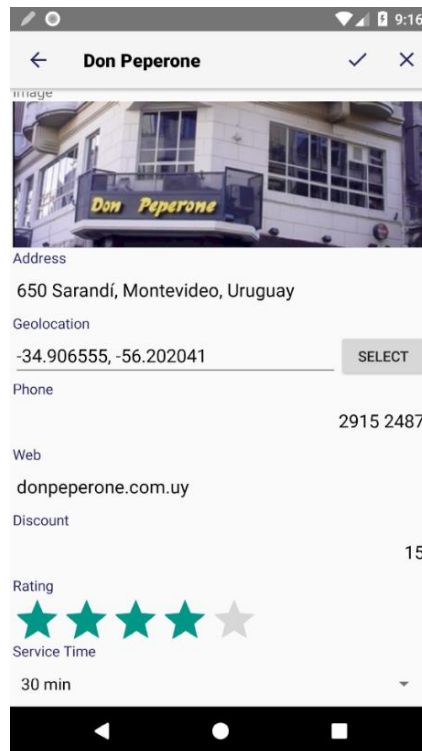 9:16
Don Peperone
Image
Don Peperone
Address
650 Sarandí, Montevideo, Uruguay
Geolocation
-34.906555, -56.202041
SELECT
Phone
2915 2487
Web
donpeperone.com.uy
Discount
15
Rating
Service Time
30 min